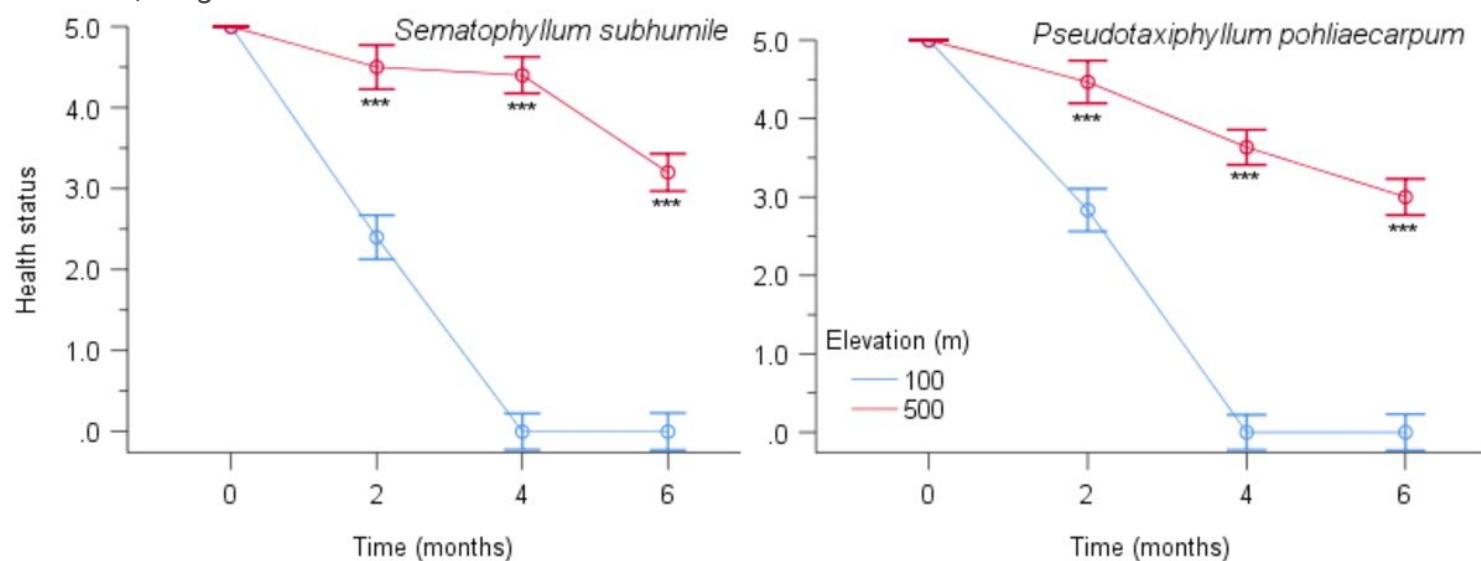 Sematophyllum subhumile
5.0
4.0
3.0
2.0
1.0
.0
Health status
***
***
***
0 2 4 6
Time (months)
Pseudotaxiphyllum pohliaecarpum
5.0
4.0
3.0
2.0
1.0
.0
***
***
***
Elevation (m)
100
500
0 2 4 6
Time (months)